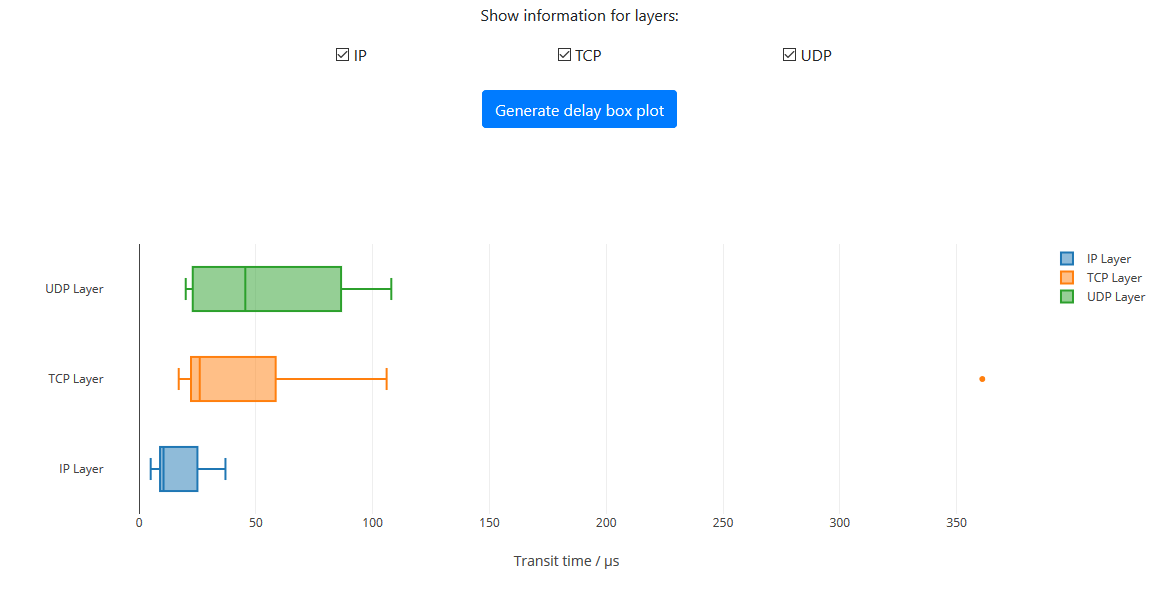 Show information for layers:
IP TCP UDP
Generate delay box plot
IP Layer
TCP Layer
UDP Layer
UDP Layer
TCP Layer
IP Layer
0 50 100 150 200 250 300 350
Transit time / μs